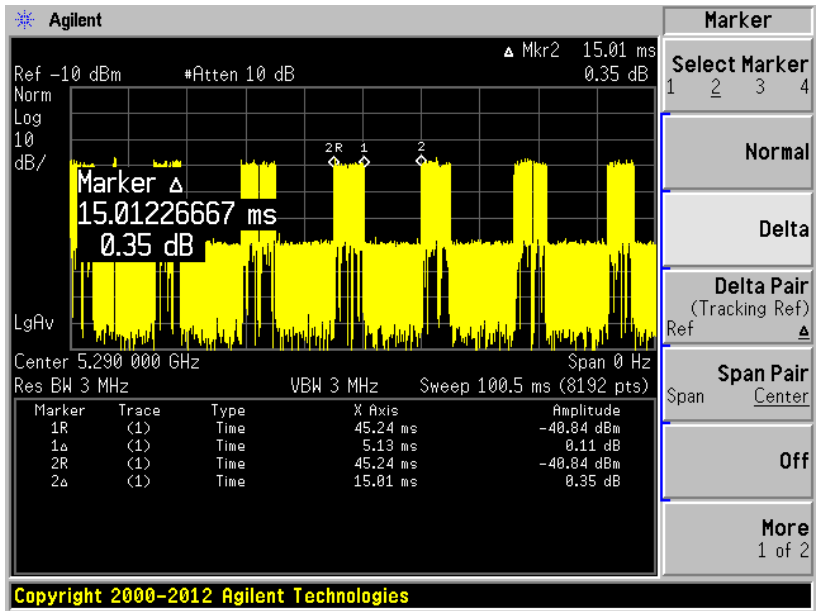 Agilent
Marker
▵ Mkr2 15.01 ms
Ref -10 dBm #Atten 10 dB 0.35 dB
Norm
Log
10
dB/
2R 1 2
Marker ▵
15.01226667 ms
0.35 dB
LgAv
Center 5.290 000 GHz Span 0 Hz
Res BW 3 MHz VBW 3 MHz Sweep 100.5 ms (8192 pts)
Marker Trace Type X Axis Amplitude
1R (1) Time 45.24 ms -40.84 dBm
1▵ (1) Time 5.13 ms 0.11 dB
2R (1) Time 45.24 ms -40.84 dBm
2▵ (1) Time 15.01 ms 0.35 dB
Select Marker
1 2 3 4
Normal
Delta
Delta Pair
(Tracking Ref)
Ref ▵
Span Pair
Span Center
Off
More
1 of 2
Copyright 2000-2012 Agilent Technologies